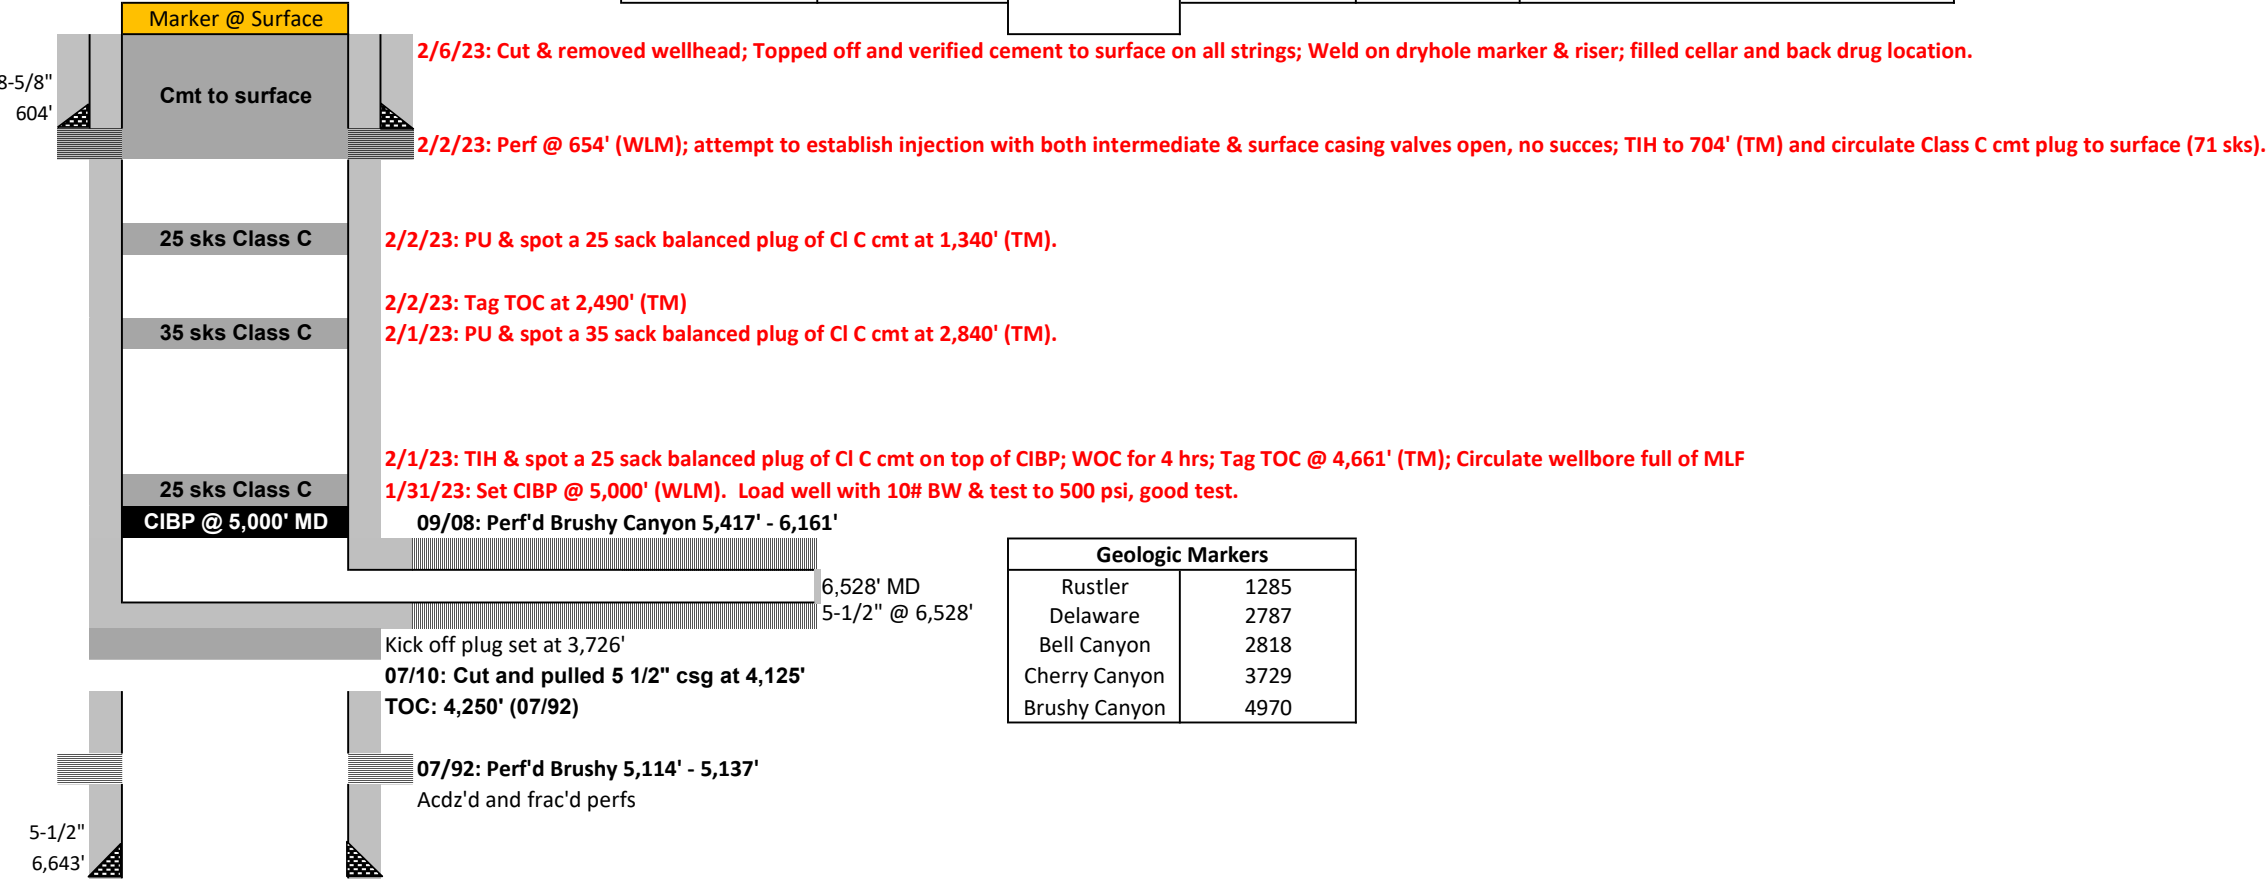 Marker @ Surface
2/6/23: Cut & removed wellhead; Topped off and verified cement to surface on all strings; Weld on dryhole marker & riser; filled cellar and back drug location.
8-5/8"
Cmt to surface
604'
2/2/23: Perf @ 654' (WLM); attempt to establish injection with both intermediate & surface casing valves open, no succes; TIH to 704' (TM) and circulate Class C cmt plug to surface (71 sks).
25 sks Class C
2/2/23: PU & spot a 25 sack balanced plug of Cl C cmt at 1,340' (TM).
2/2/23: Tag TOC at 2,490' (TM)
35 sks Class C
2/1/23: PU & spot a 35 sack balanced plug of Cl C cmt at 2,840' (TM).
2/1/23: TIH & spot a 25 sack balanced plug of Cl C cmt on top of CIBP; WOC for 4 hrs; Tag TOC @ 4,661' (TM); Circulate wellbore full of MLF
25 sks Class C
1/31/23: Set CIBP @ 5,000' (WLM).  Load well with 10# BW & test to 500 psi, good test.
CIBP @ 5,000' MD
09/08: Perf'd Brushy Canyon 5,417' - 6,161'
6,528' MD
5-1/2" @ 6,528'
Geologic Markers
Rustler 1285
Delaware 2787
Bell Canyon 2818
Cherry Canyon 3729
Brushy Canyon 4970
Kick off plug set at 3,726'
07/10: Cut and pulled 5 1/2" csg at 4,125'
TOC: 4,250' (07/92)
07/92: Perf'd Brushy 5,114' - 5,137'
Acdz'd and frac'd perfs
5-1/2"
6,643'